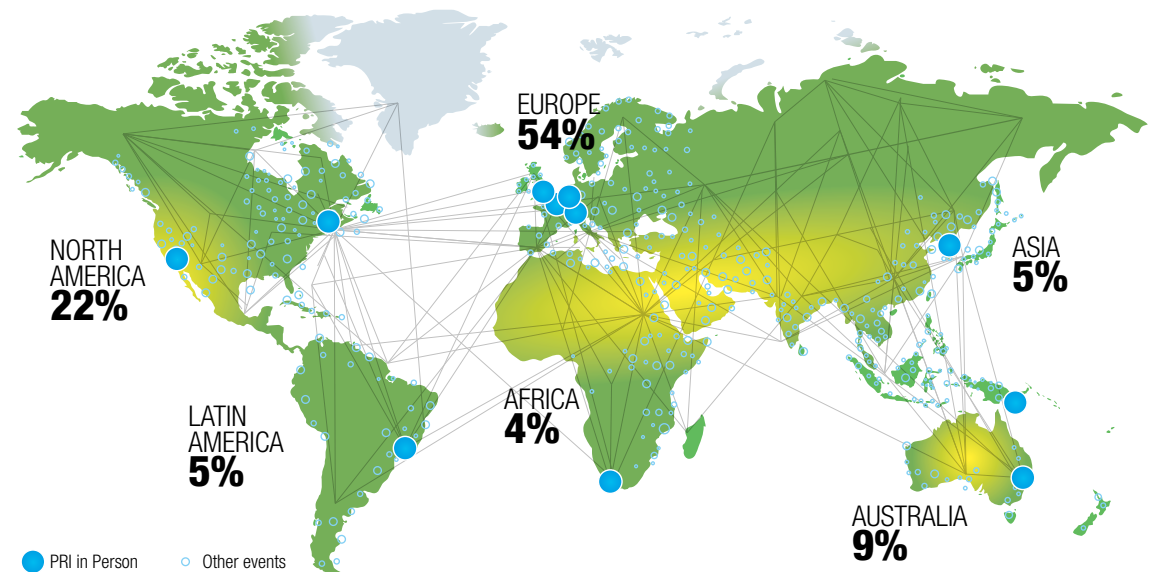 EUROPE
54%
NORTH
AMERICA
22%
ASIA
5%
AFRICA
4%
LATIN
AMERICA
5%
AUSTRALIA
9%
PRI in Person
Other events